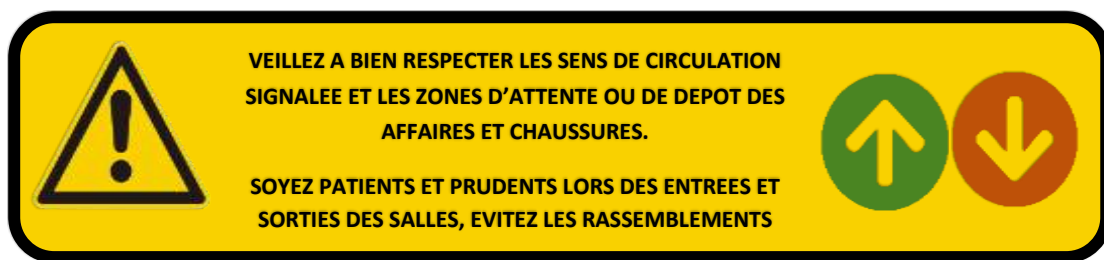 VEILLEZ A BIEN RESPECTER LES SENS DE CIRCULATION
SIGNALEE ET LES ZONES D’ATTENTE OU DE DEPOT DES
AFFAIRES ET CHAUSSURES.
SOYEZ PATIENTS ET PRUDENTS LORS DES ENTREES ET
SORTIES DES SALLES, EVITEZ LES RASSEMBLEMENTS